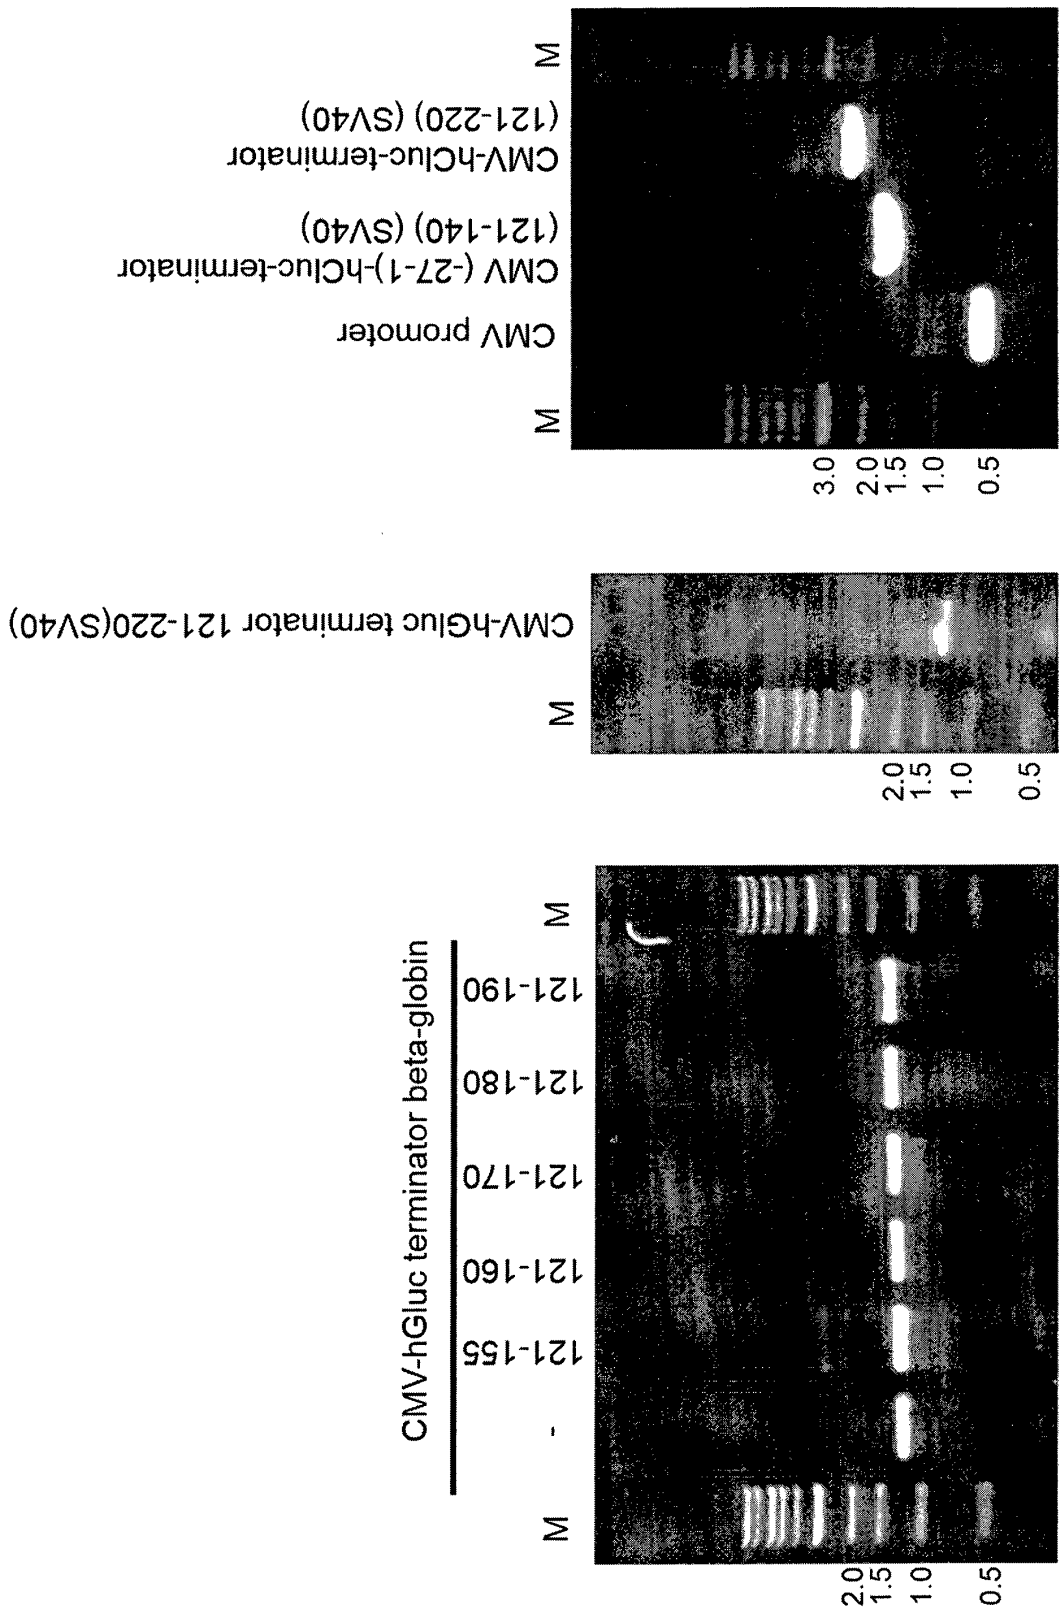 CMV-hGluc terminator beta-globin
M
-
121-155
121-160
121-170
121-180
121-190
M
2.0
1.5
1.0
0.5
M
CMV-hGluc terminator 121-220(SV40)
2.0
1.5
1.0
0.5
M
CMV promoter
CMV (-27-1)-hCluc-terminator
(121-140) (SV40)
CMV-hCluc-terminator
(121-220) (SV40)
M
3.0
2.0
1.5
1.0
0.5